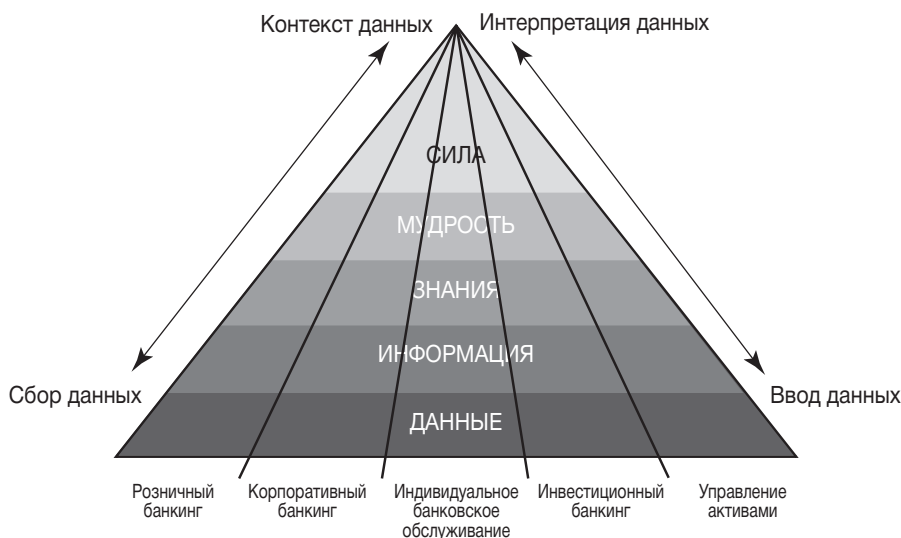 Контекст данных
Интерпретация данных
СИЛА
МУДРОСТЬ
ЗНАНИЯ
ИНФОРМАЦИЯ
Сбор данных
Ввод данных
ДАННЫЕ
Розничный
банкинг
Корпоративный
банкинг
Индивидуальное
банковское
обслуживание
Инвестиционный
банкинг
Управление
активами